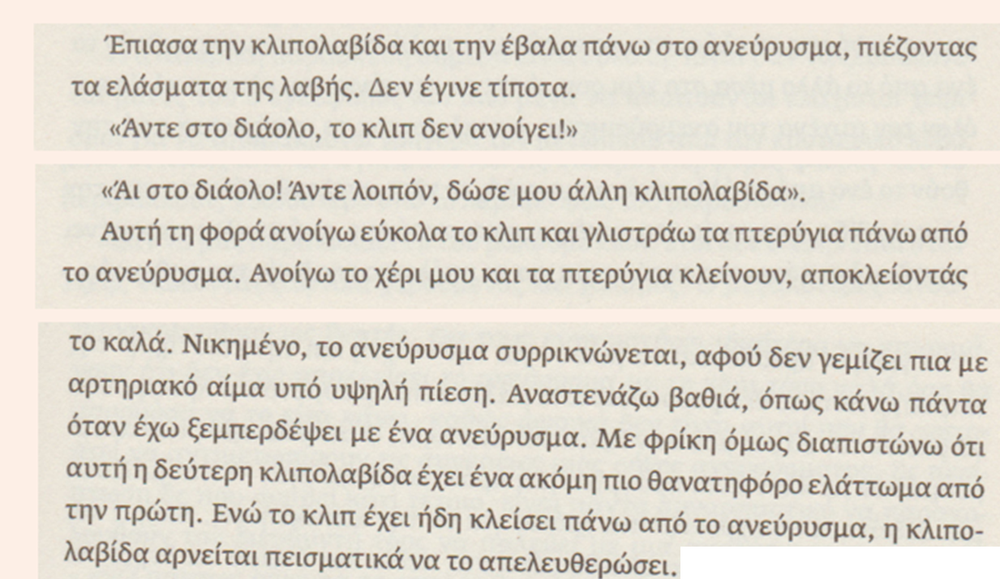 Έπιασα την κλιπολαβίδα και την έβαλα πάνω στο ανεύρυσμα, πιέζοντας
τα ελάσματα της λαβής. Δεν έγινε τίποτα.
«Άντε στο διάολο, το κλιπ δεν ανοίγει!»
«Άι στο διάολο! Άντε λοιπόν, δώσε μου άλλη κλιπολαβίδα».
Αυτή τη φορά ανοίγω εύκολα το κλιπ και γλιστράω τα πτερύγια πάνω από
το ανεύρυσμα. Ανοίγω το χέρι μου και τα πτερύγια κλείνουν, αποκλείοντάς
το καλά. Νικημένο, το ανεύρυσμα συρρικνώνεται, αφού δεν γεμίζει πια με
αρτηριακό αίμα υπό υψηλή πίεση. Αναστενάζω βαθιά, όπως κάνω πάντα
όταν έχω ξεμπερδέψει με ένα ανεύρυσμα. Με φρίκη όμως διαπιστώνω ότι
αυτή η δεύτερη κλιπολαβίδα έχει ένα ακόμη πιο θανατηφόρο ελάττωμα από
την πρώτη. Ενώ το κλιπ έχει ήδη κλείσει πάνω από το ανεύρυσμα, η κλιπο-
λαβίδα αρνείται πεισματικά να το απελευθερώσει.